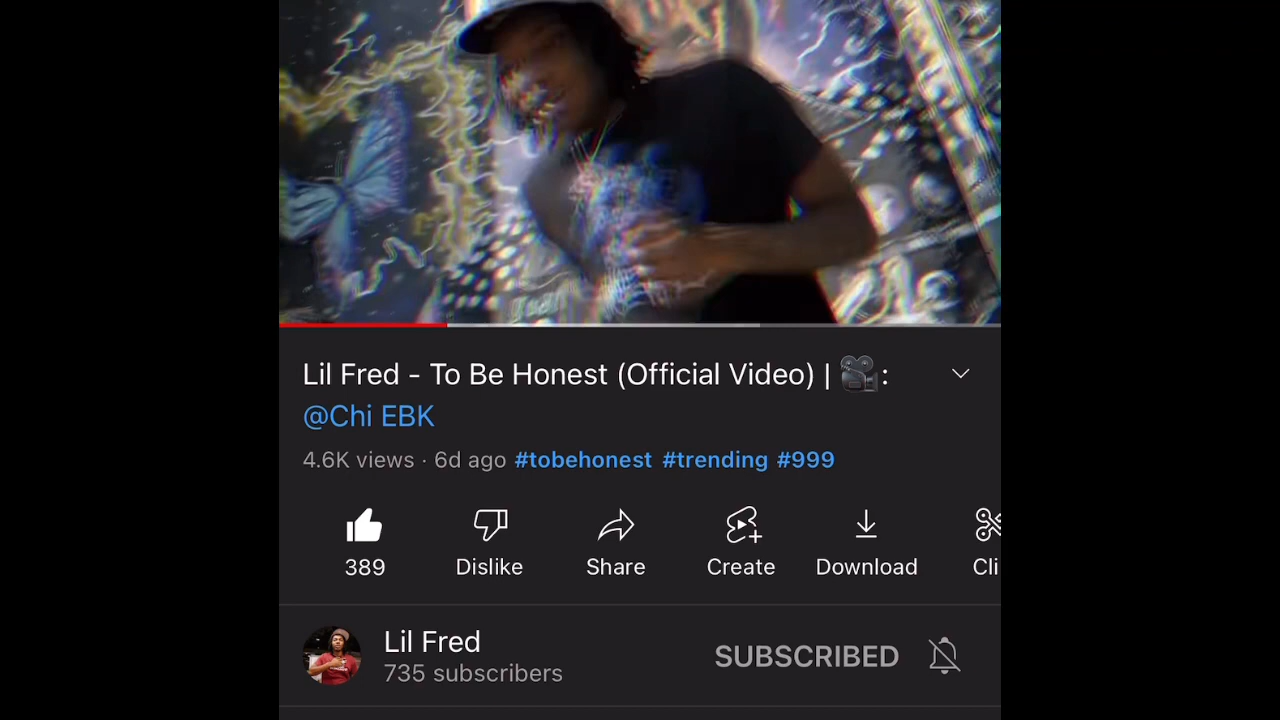 Lil Fred - To Be Honest (Official Video) | 🎥:
@Chi EBK
4.6K views · 6d ago #tobehonest #trending #999
389 Dislike Share Create Download Cli
Lil Fred
735 subscribers
SUBSCRIBED